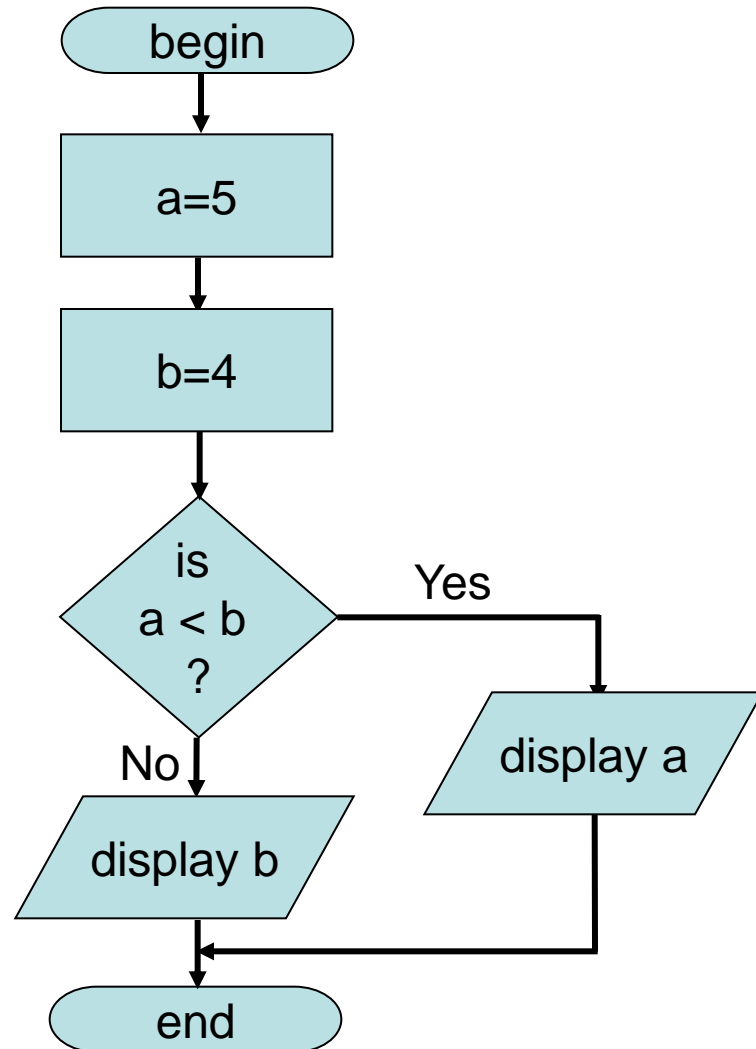 begin
a=5
b=4
is
a < b
?
Yes
No
display a
display b
end